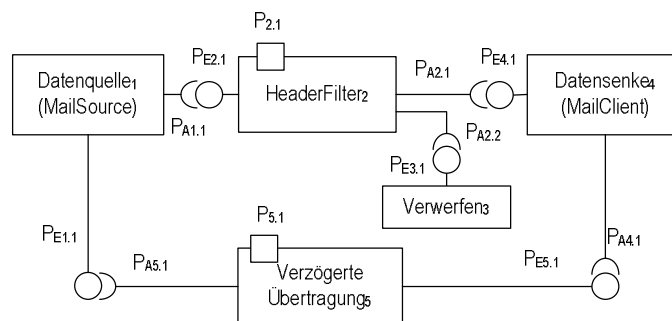 P2.1
PE2.1
PE4.1
Datenquelle1
(MailSource)
HeaderFilter2
PA2.1
Datensenke4
(MailClient)
PA1.1
PA2.2
PE3.1
Verwerfen3
P5.1
PE1.1
PA4.1
PA5.1
Verzögerte
Übertragung5
PE5.1